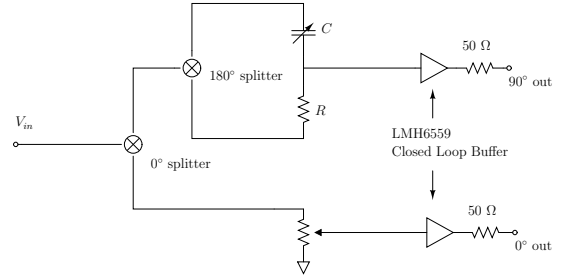 50 Ω
C
180° splitter
90° out
R
V_in
LMH6559
Closed Loop Buffer
0° splitter
50 Ω
0° out